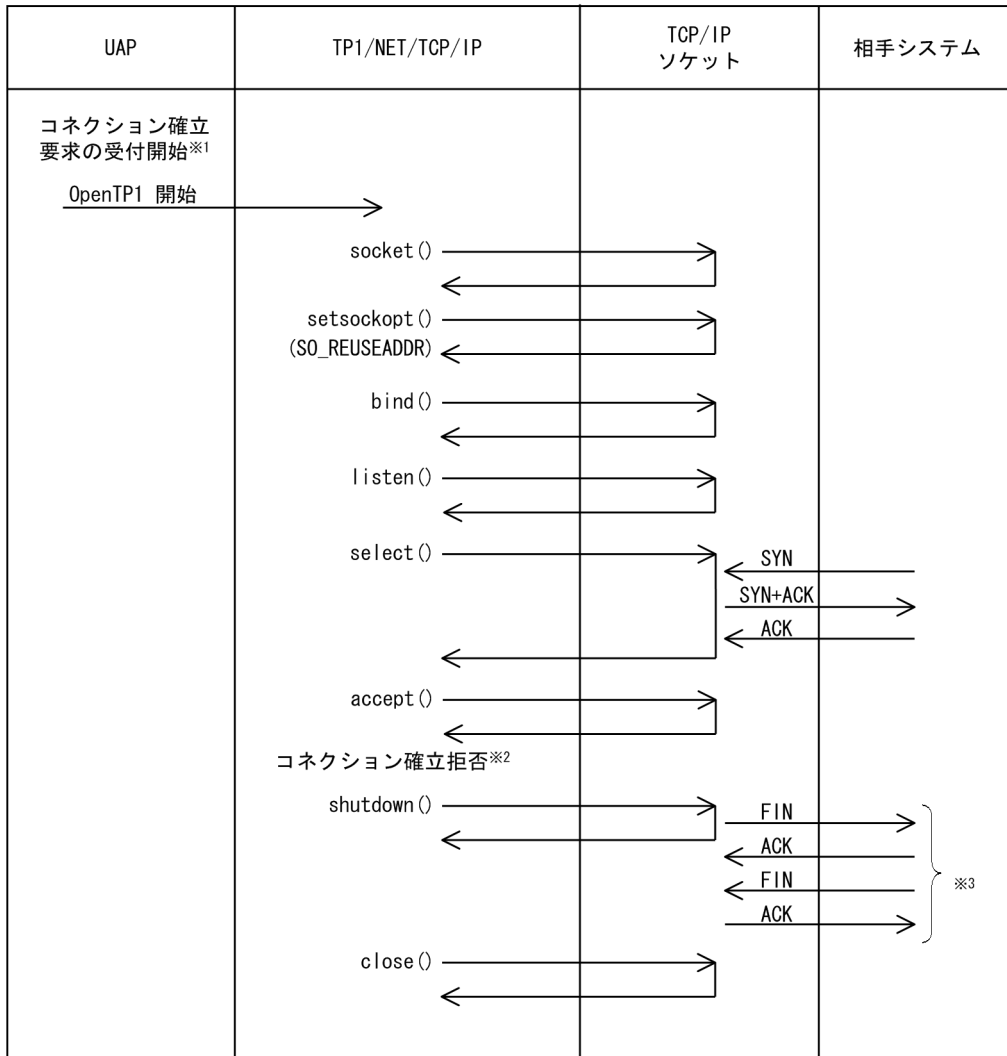 UAP
TP1/NET/TCP/IP
TCP/IP
ソケット
相手システム
コネクション確立
要求の受付開始※1
OpenTP1 開始
socket()
setsockopt()
(SO_REUSEADDR)
bind()
listen()
select()
SYN
SYN+ACK
ACK
accept()
コネクション確立拒否※2
shutdown()
FIN
ACK
FIN
ACK
※3
close()